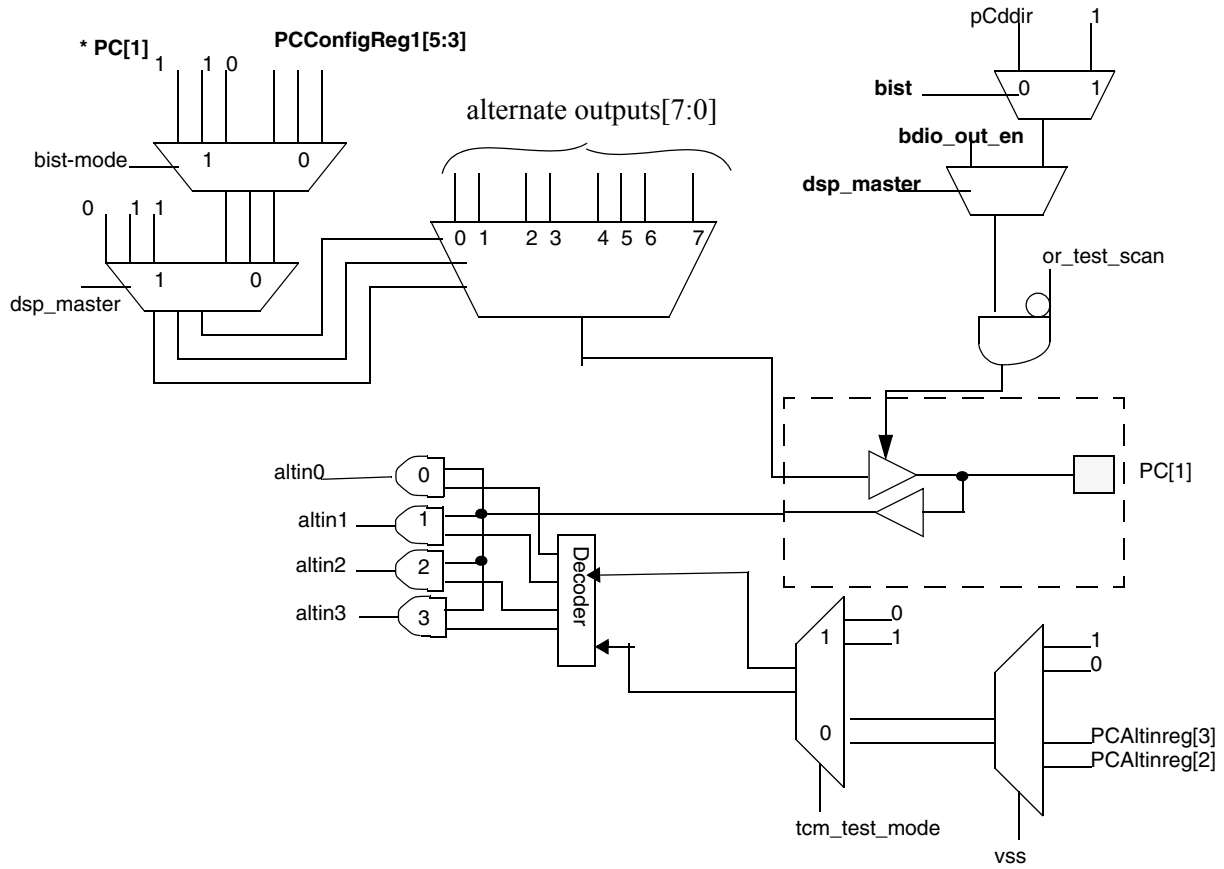 pCddir 1
* PC[1] PCConfigReg1[5:3]
1 1 0
bist 0 1
alternate outputs[7:0]
bdio_out_en
bist-mode 1 0
dsp_master
0 1 1
0 1 2 3 4 5 6 7
or_test_scan
1 0
dsp_master
altin0 0
PC[1]
altin1 1
altin2 2
altin3 3
Decoder
0
1 1
1
0
0
PCAltinreg[3]
PCAltinreg[2]
tcm_test_mode
vss